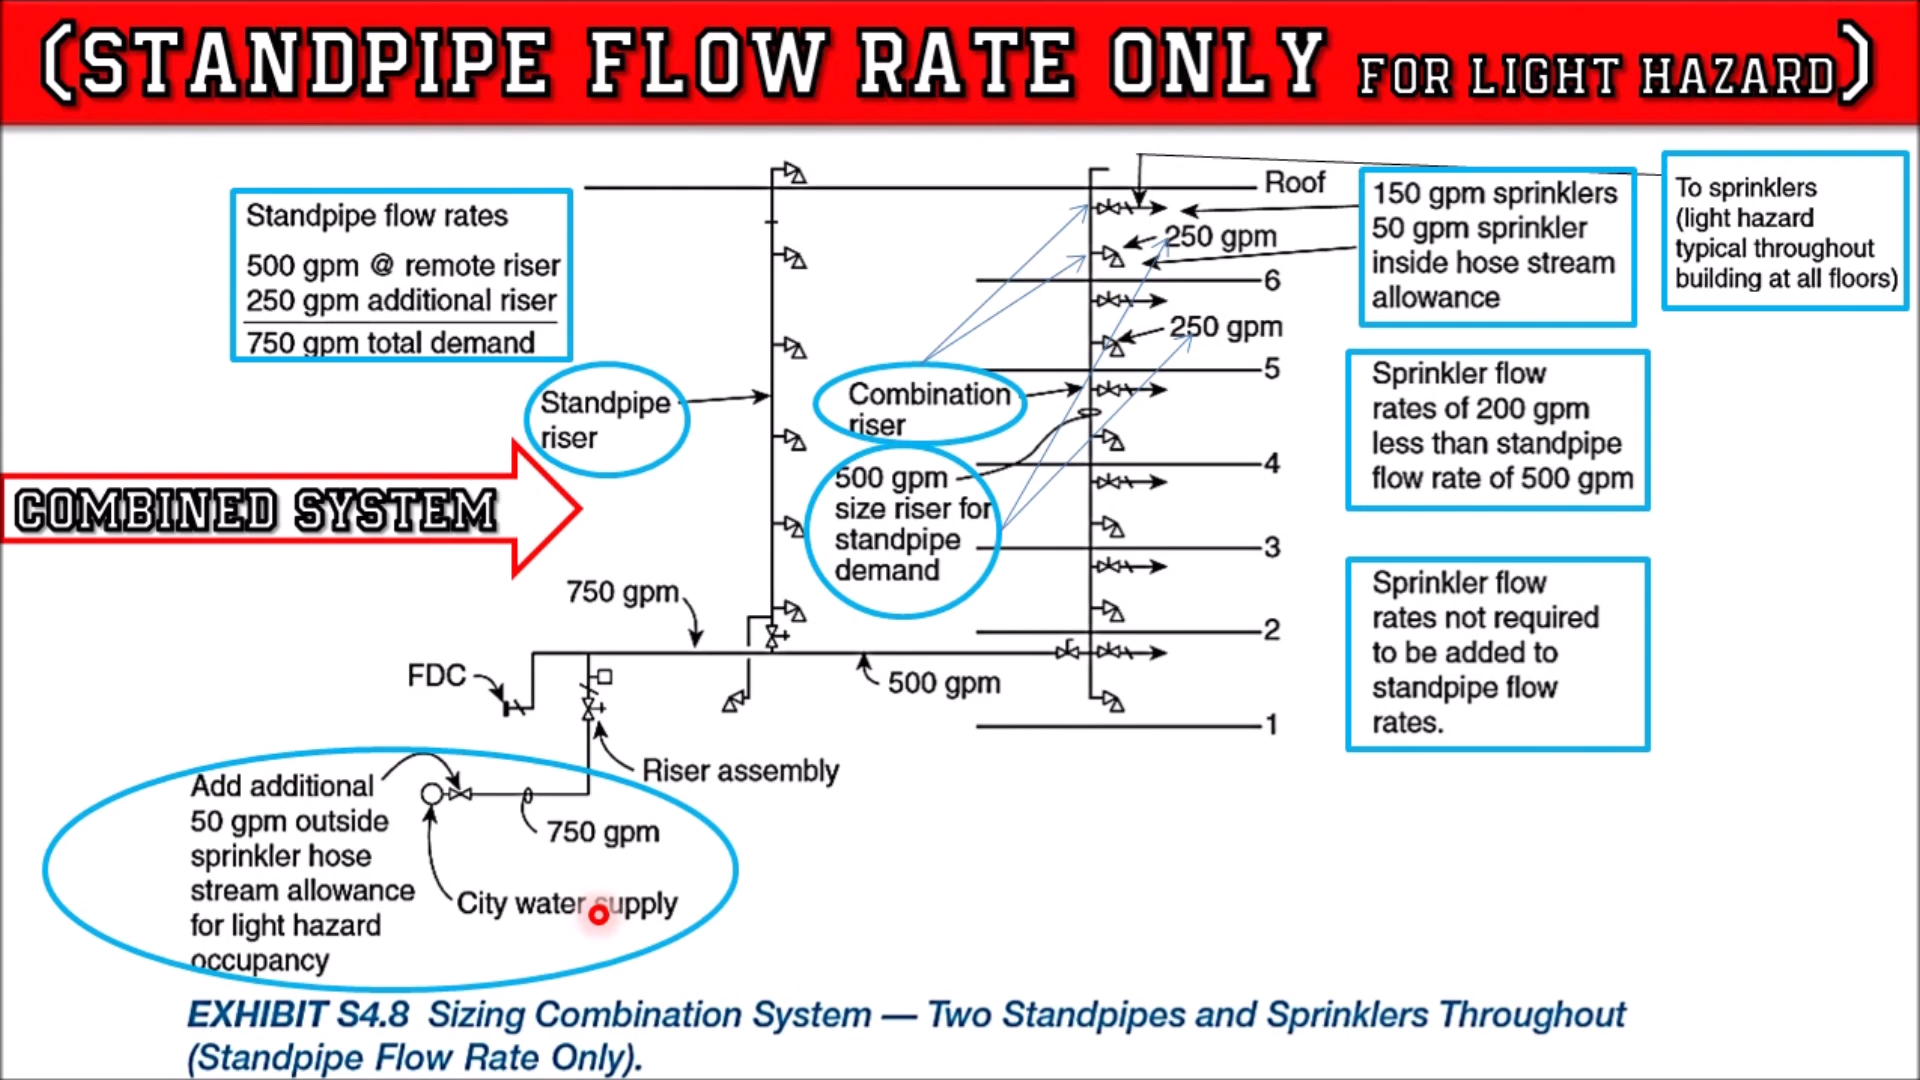 (STANDPIPE FLOW RATE ONLY FOR LIGHT HAZARD)
Standpipe flow rates
500 gpm @ remote riser
250 gpm additional riser
750 gpm total demand
Roof
250 gpm
6
250 gpm
5
4
3
2
1
150 gpm sprinklers
50 gpm sprinkler
inside hose stream
allowance
To sprinklers
(light hazard
typical throughout
building at all floors)
Standpipe
riser
Combination
riser
Sprinkler flow
rates of 200 gpm
less than standpipe
flow rate of 500 gpm
COMBINED SYSTEM
500 gpm
size riser for
standpipe
demand
Sprinkler flow
rates not required
to be added to
standpipe flow
rates.
750 gpm
FDC
500 gpm
Riser assembly
Add additional
50 gpm outside
sprinkler hose
stream allowance
for light hazard
occupancy
750 gpm
City water supply
EXHIBIT S4.8 Sizing Combination System — Two Standpipes and Sprinklers Throughout
(Standpipe Flow Rate Only).